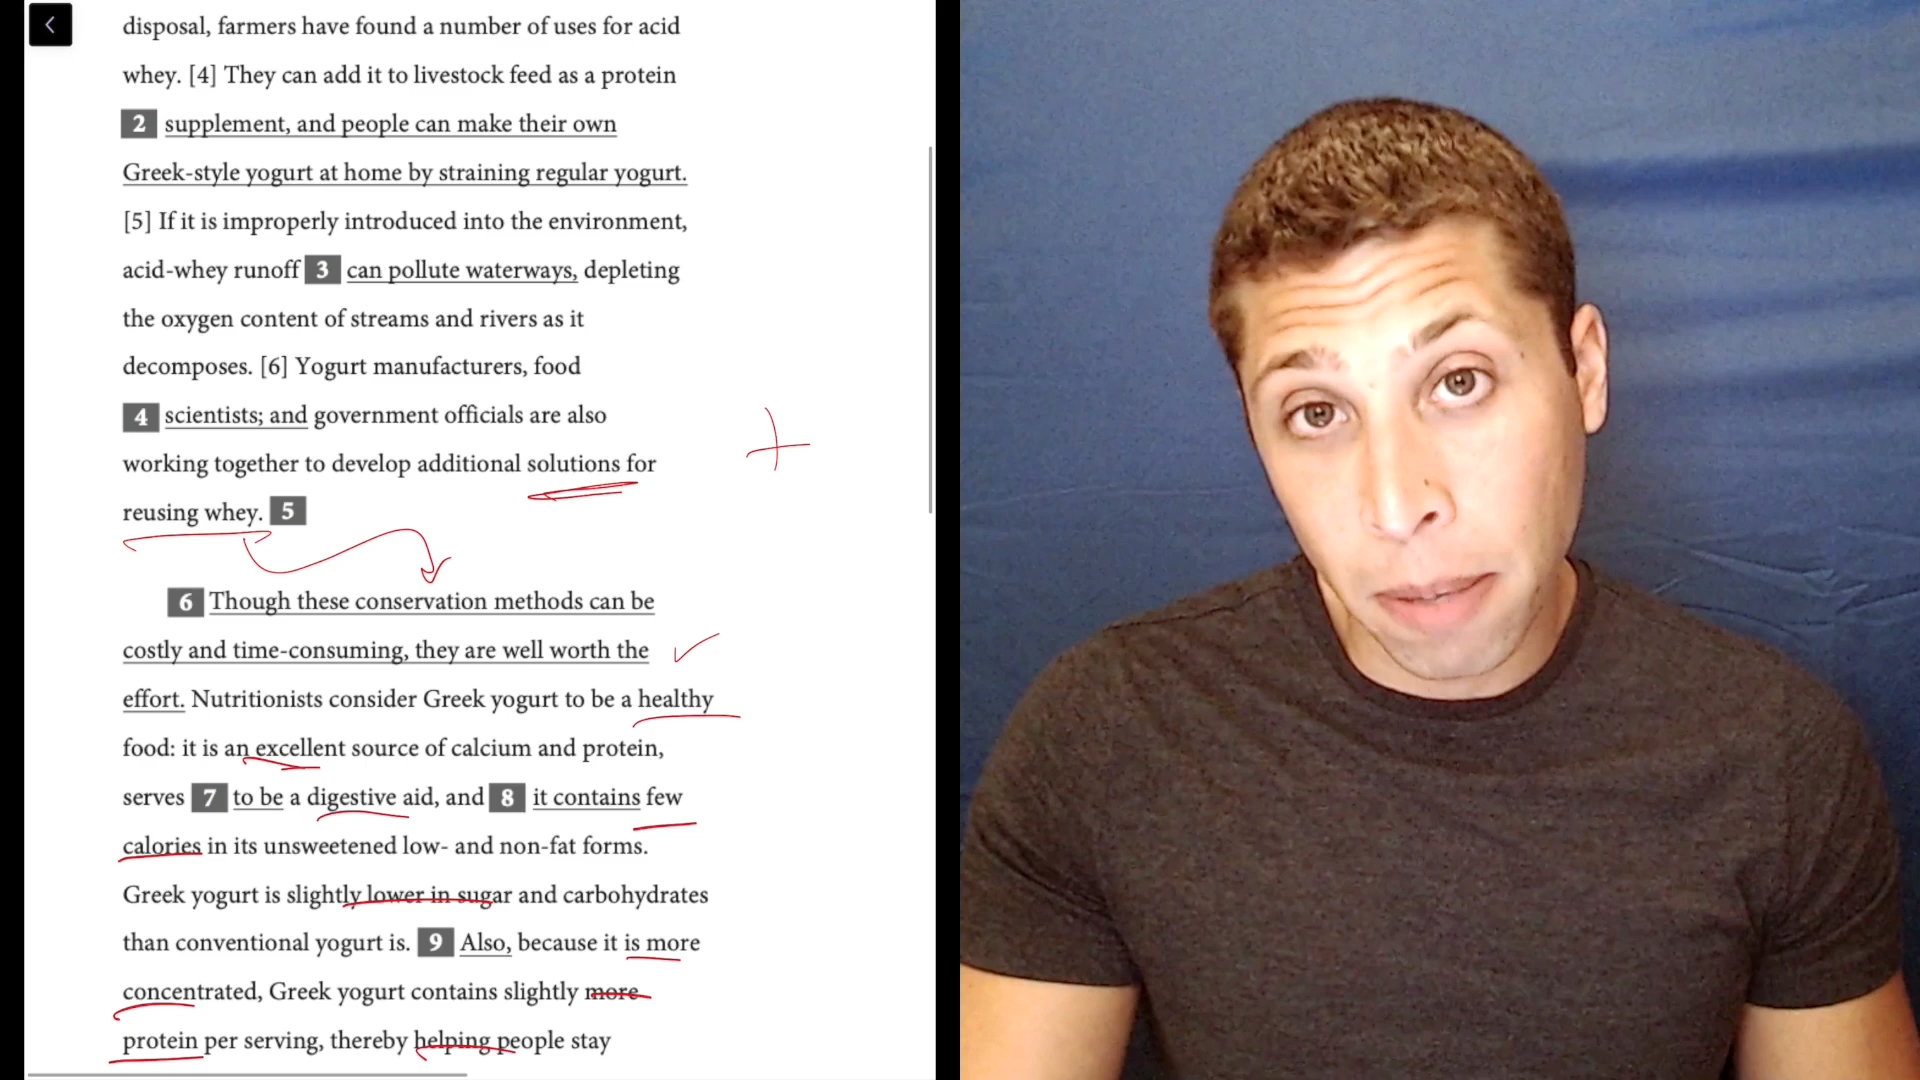 disposal, farmers have found a number of uses for acid
whey. [4] They can add it to livestock feed as a protein
2 supplement, and people can make their own
Greek-style yogurt at home by straining regular yogurt.
[5] If it is improperly introduced into the environment,
acid-whey runoff 3 can pollute waterways, depleting
the oxygen content of streams and rivers as it
decomposes. [6] Yogurt manufacturers, food
4 scientists; and government officials are also
working together to develop additional solutions for
reusing whey. 5
6 Though these conservation methods can be
costly and time-consuming, they are well worth the
effort. Nutritionists consider Greek yogurt to be a healthy
food: it is an excellent source of calcium and protein,
serves 7 to be a digestive aid, and 8 it contains few
calories in its unsweetened low- and non-fat forms.
Greek yogurt is slightly lower in sugar and carbohydrates
than conventional yogurt is. 9 Also, because it is more
concentrated, Greek yogurt contains slightly more
protein per serving, thereby helping people stay